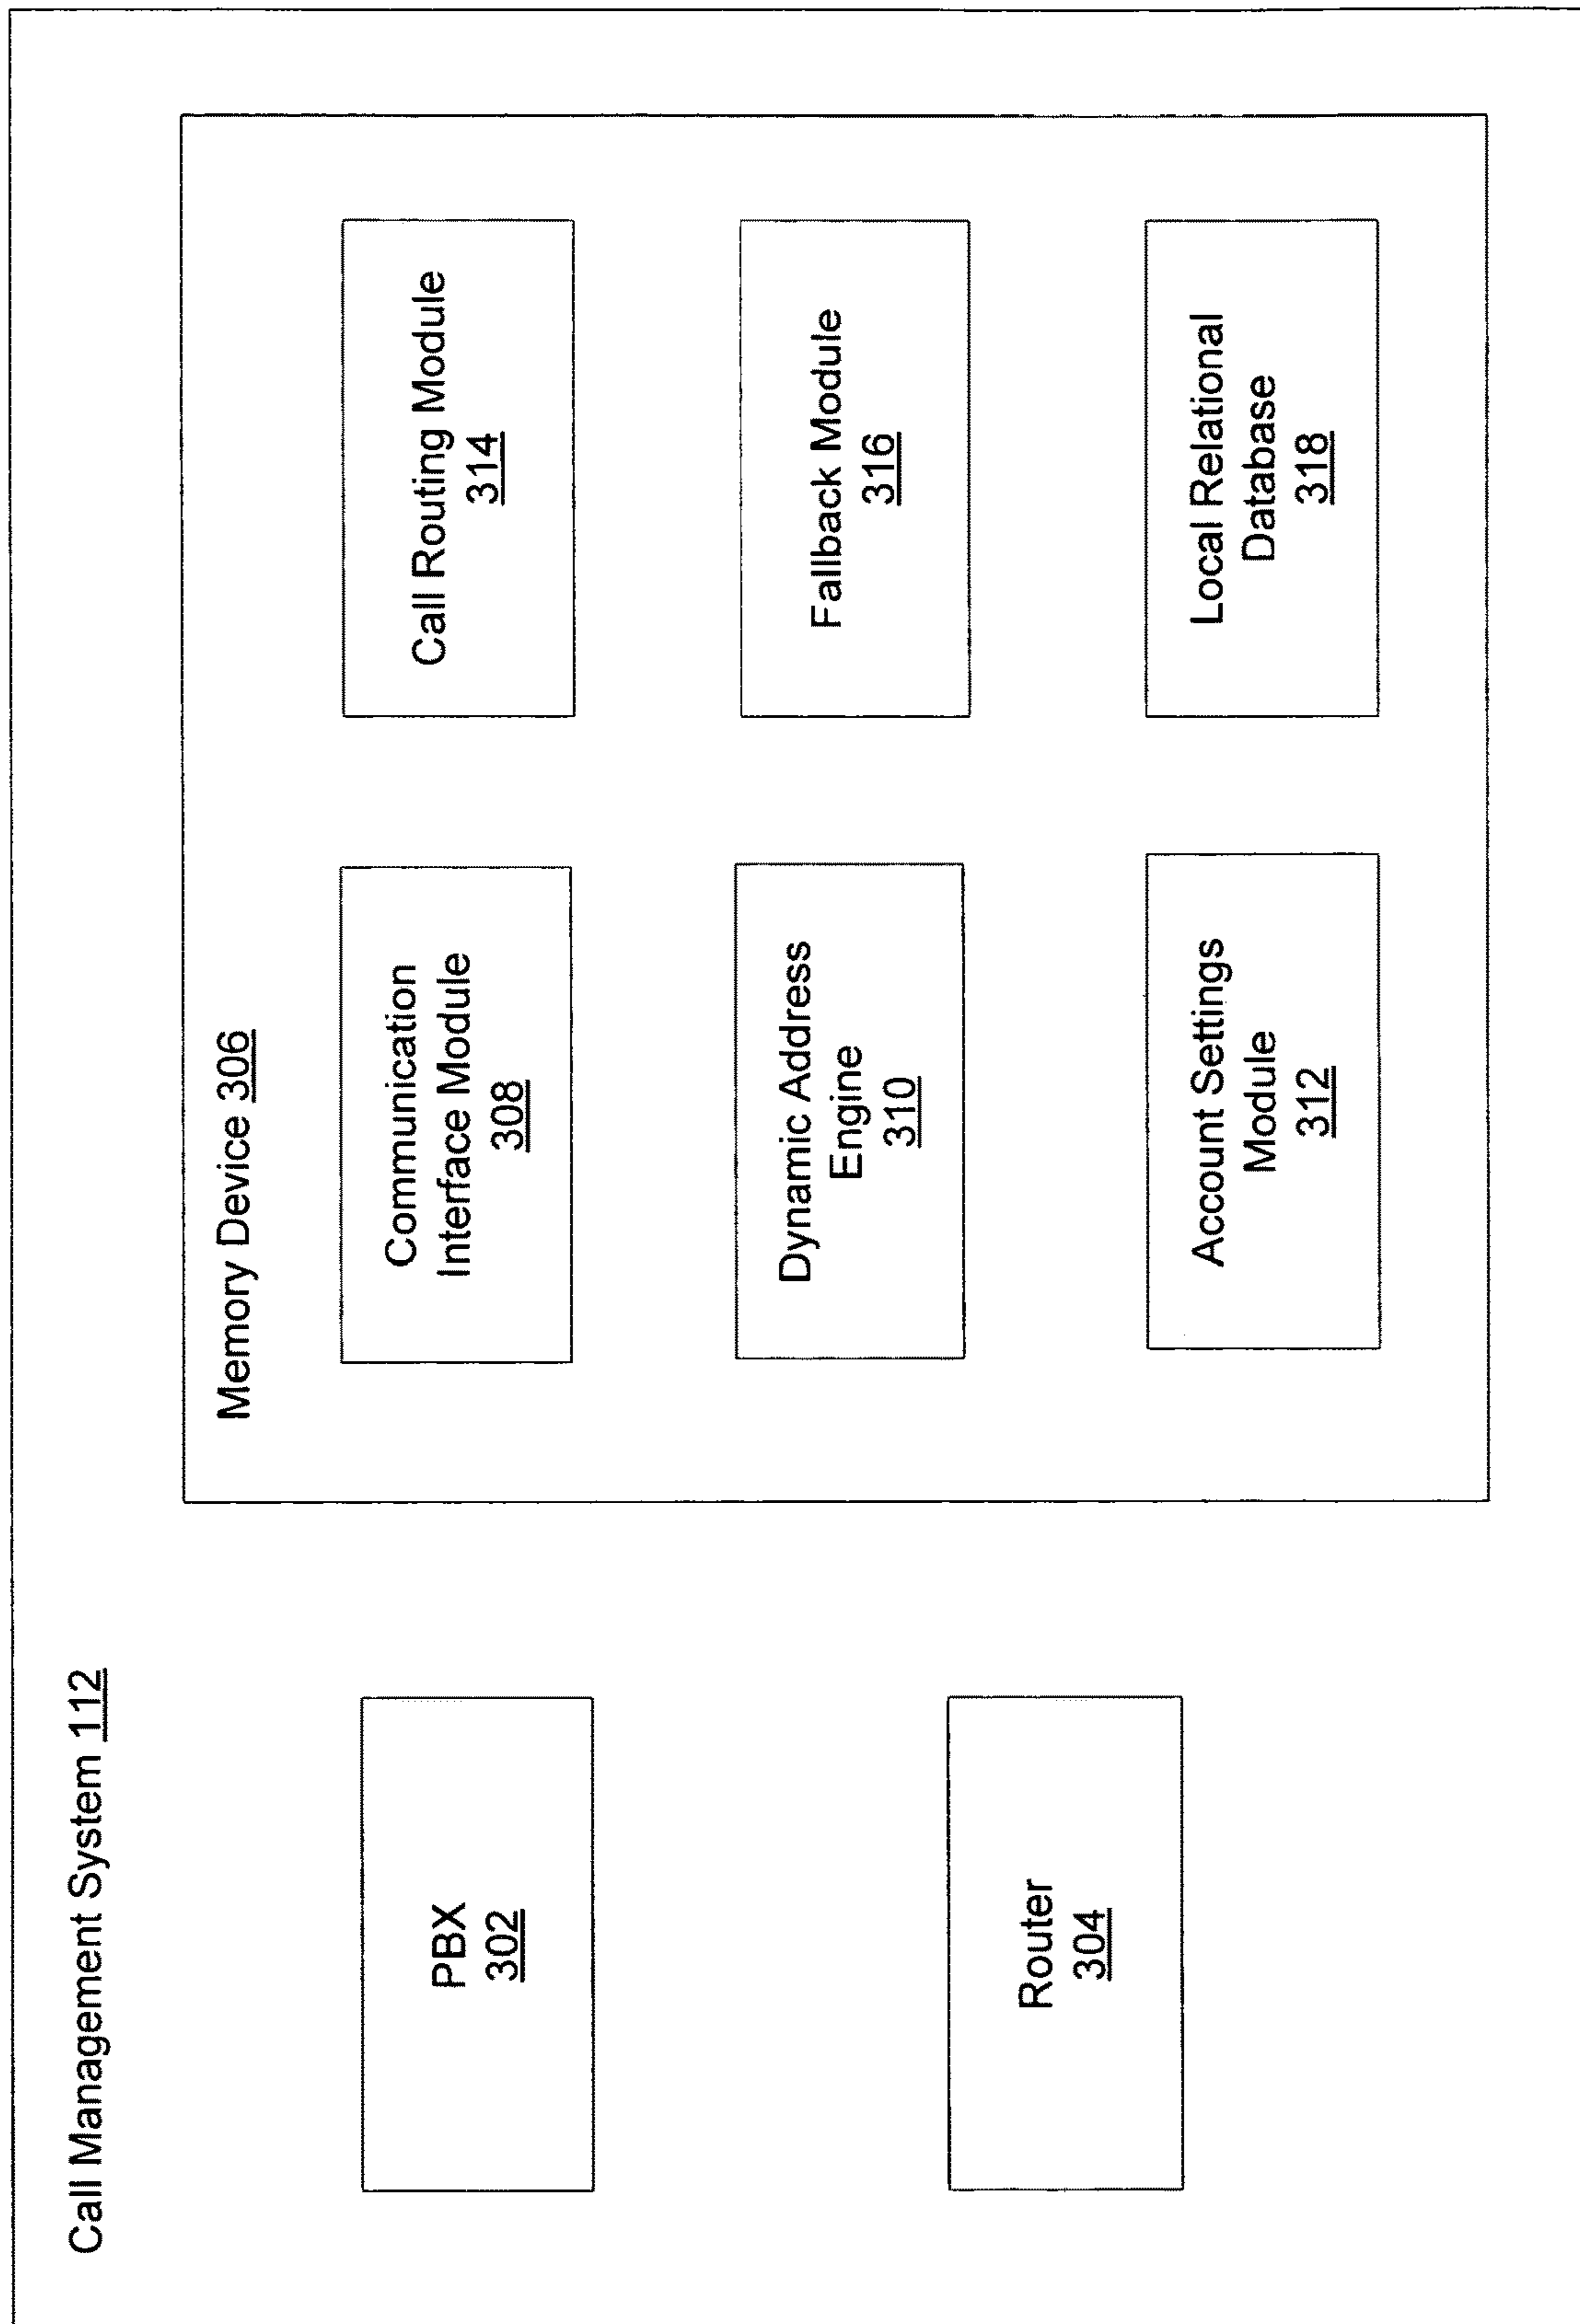 Call Management System 112
PBX
302
Router
304
Memory Device 306
Communication
Interface Module
308
Dynamic Address
Engine
310
Account Settings
Module
312
Call Routing Module
314
Fallback Module
316
Local Relational
Database
318